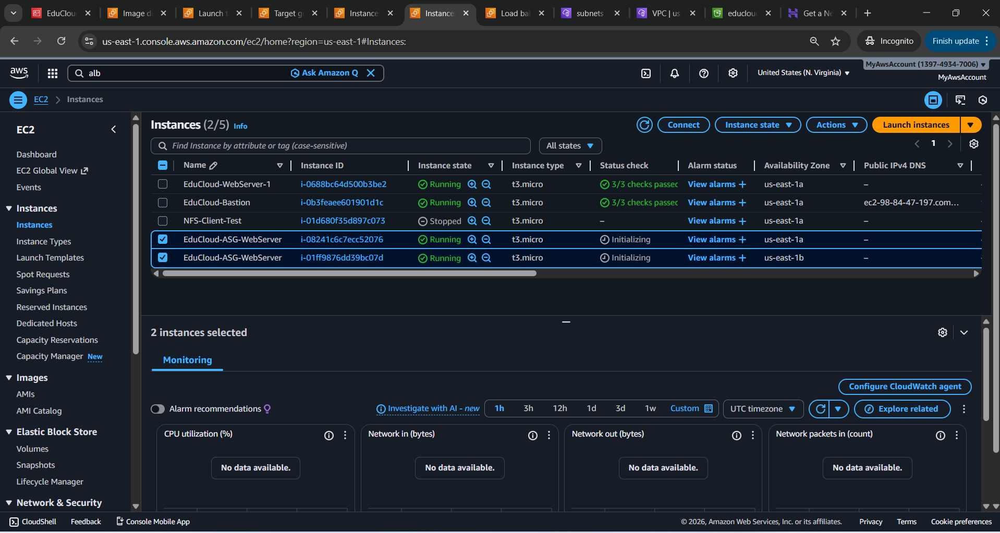 EduClou
Image d
Launch t
Target g
Instance
Instance
Load bal
subnets
VPC | us
educlou
Get a Ne
us-east-1.console.aws.amazon.com/ec2/home?region=us-east-1#Instances:
Incognito
Finish update
aws
alb
Ask Amazon Q
United States (N. Virginia)
MyAwsAccount (1397-4934-7006)
MyAwsAccount
EC2
Instances
EC2
Dashboard
EC2 Global View
Events
Instances
Instances
Instance Types
Launch Templates
Spot Requests
Savings Plans
Reserved Instances
Dedicated Hosts
Capacity Reservations
Capacity Manager New
Images
AMIs
AMI Catalog
Elastic Block Store
Volumes
Snapshots
Lifecycle Manager
Network & Security
Instances (2/5) Info
Connect
Instance state
Actions
Launch instances
Find Instance by attribute or tag (case-sensitive)
All states
1
Name Instance ID Instance state Instance type Status check Alarm status Availability Zone Public IPv4 DNS
EduCloud-WebServer-1 i-0688bc64d500b3be2 Running t3.micro 3/3 checks passec View alarms + us-east-1a –
EduCloud-Bastion i-0b3feaee601901d1c Running t3.micro 3/3 checks passec View alarms + us-east-1a ec2-98-84-47-197.com...
NFS-Client-Test i-01d680f35d897c073 Stopped t3.micro – View alarms + us-east-1a –
EduCloud-ASG-WebServer i-08241c6c7ecc52076 Running t3.micro Initializing View alarms + us-east-1a –
EduCloud-ASG-WebServer i-01ff9876dd39bc07d Running t3.micro Initializing View alarms + us-east-1b –
2 instances selected
Monitoring
Configure CloudWatch agent
Alarm recommendations
Investigate with AI - new
1h 3h 12h 1d 3d 1w Custom
UTC timezone
Explore related
CPU utilization (%)
No data available.
Network in (bytes)
No data available.
Network out (bytes)
No data available.
Network packets in (count)
No data available.
CloudShell Feedback Console Mobile App
© 2026, Amazon Web Services, Inc. or its affiliates. Privacy Terms Cookie preferences